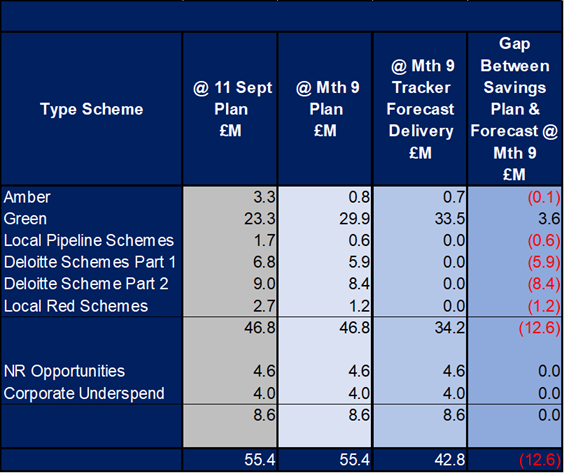 Type Scheme @ 11 Sept Plan £M @ Mth 9 Plan £M @ Mth 9 Tracker Forecast Delivery £M Gap Between Savings Plan & Forecast @ Mth 9 £M
Amber 3.3 0.8 0.7 (0.1)
Green 23.3 29.9 33.5 3.6
Local Pipeline Schemes 1.7 0.6 0.0 (0.6)
Deloitte Schemes Part 1 6.8 5.9 0.0 (5.9)
Deloitte Scheme Part 2 9.0 8.4 0.0 (8.4)
Local Red Schemes 2.7 1.2 0.0 (1.2)
46.8 46.8 34.2 (12.6)
NR Opportunities 4.6 4.6 4.6 0.0
Corporate Underspend 4.0 4.0 4.0 0.0
8.6 8.6 8.6 0.0
55.4 55.4 42.8 (12.6)